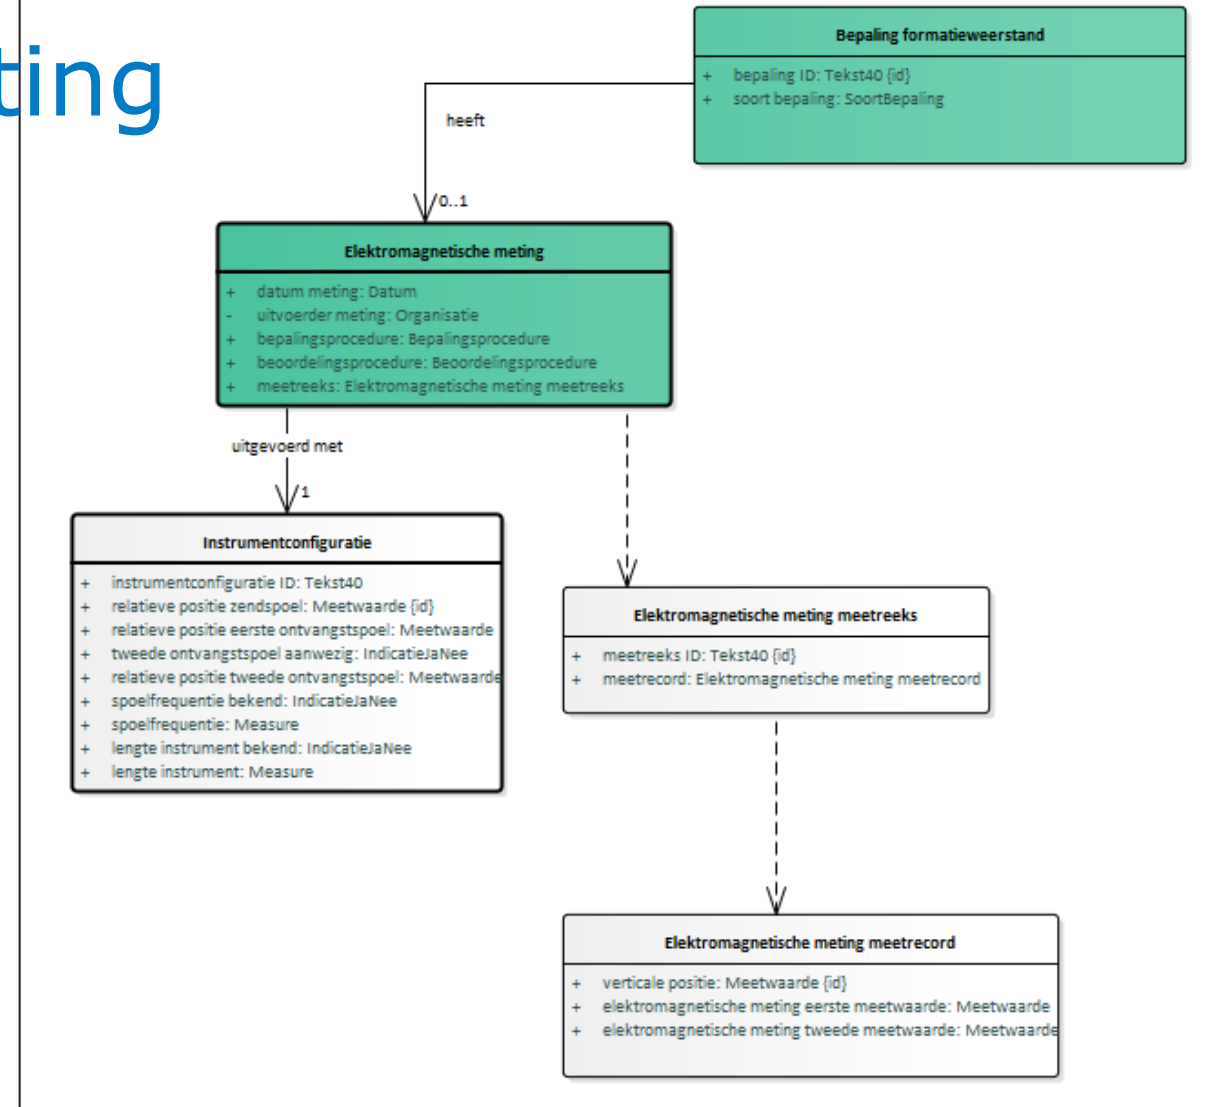 ting
Bepaling formatieweerstand
+ bepaling ID: Tekst40 {id}
+ soort bepaling: SoortBepaling
heeft
0..1
Elektromagnetische meting
+ datum meting: Datum
- uitvoerder meting: Organisatie
+ bepalingsprocedure: Bepalingsprocedure
+ beoordelingsprocedure: Beoordelingsprocedure
+ meetreeks: Elektromagnetische meting meetreeks
uitgevoerd met
1
Instrumentconfiguratie
+ instrumentconfiguratie ID: Tekst40
+ relatieve positie zendspoel: Meetwaarde {id}
+ relatieve positie eerste ontvangstspoel: Meetwaarde
+ tweede ontvangstspoel aanwezig: IndicatieJaNee
+ relatieve positie tweede ontvangstspoel: Meetwaarde
+ spoelfrequentie bekend: IndicatieJaNee
+ spoelfrequentie: Measure
+ lengte instrument bekend: IndicatieJaNee
+ lengte instrument: Measure
Elektromagnetische meting meetreeks
+ meetreeks ID: Tekst40 {id}
+ meetrecord: Elektromagnetische meting meetrecord
Elektromagnetische meting meetrecord
+ verticale positie: Meetwaarde {id}
+ elektromagnetische meting eerste meetwaarde: Meetwaarde
+ elektromagnetische meting tweede meetwaarde: Meetwaarde